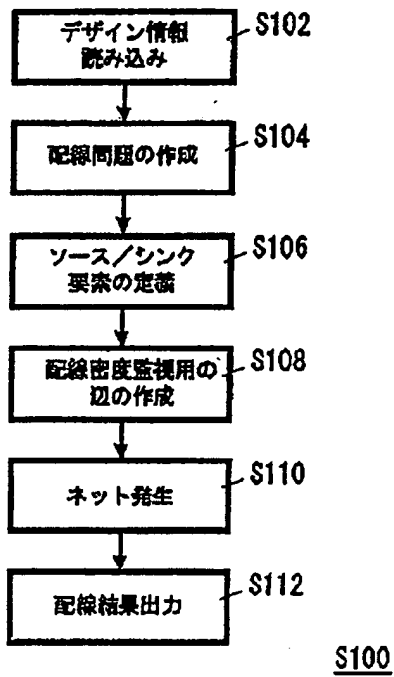 デザイン情報
読み込み
S102
配線問題の作成
S104
ソース／シンク
要素の定義
S106
配線密度監視用の
辺の作成
S108
ネット発生
S110
配線結果出力
S112
S100